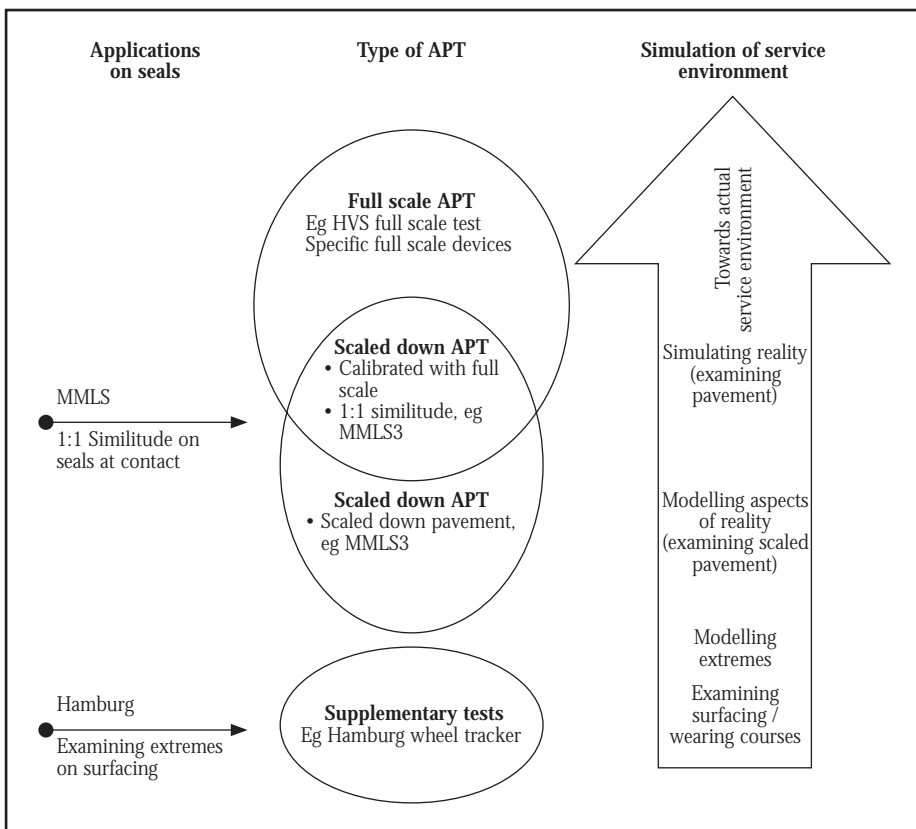 Applications
on seals
Type of APT
Simulation of service
environment
Full scale APT
Eg HVS full scale test
Specific full scale devices
Towards actual
service environment
Scaled down APT
• Calibrated with full
scale
• 1:1 similitude, eg
MMLS3
Simulating reality
(examining
pavement)
MMLS
1:1 Similitude on
seals at contact
Scaled down APT
• Scaled down pavement,
eg MMLS3
Modelling aspects
of reality
(examining scaled
pavement)
Modelling
extremes
Hamburg
Examining extremes
on surfacing
Supplementary tests
Eg Hamburg wheel tracker
Examining
surfacing /
wearing courses